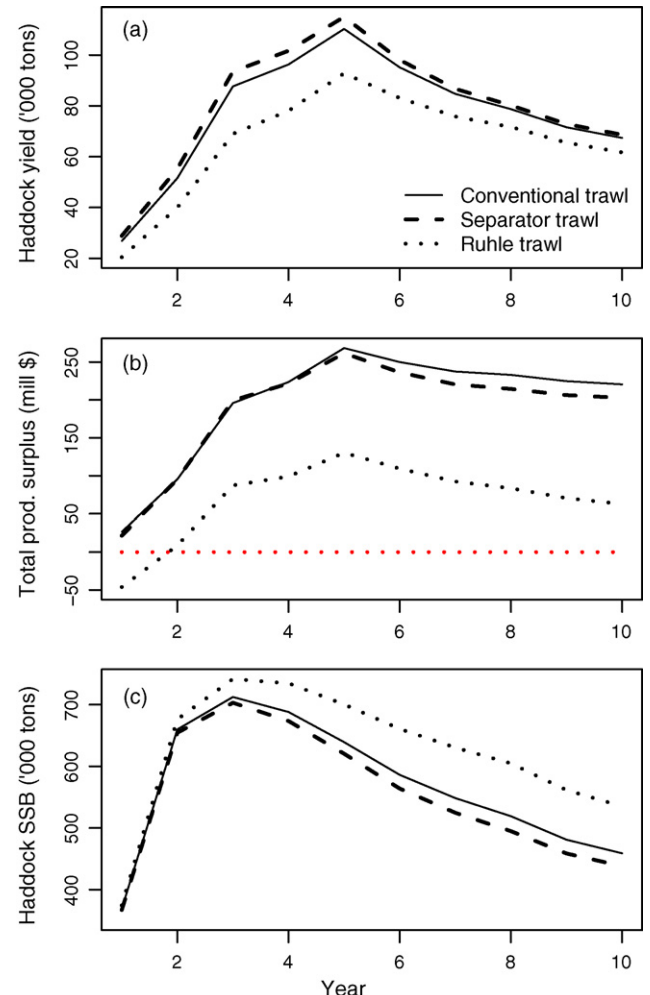 (a)
Haddock yield ('000 tons)
100
80
60
40
20
Conventional trawl
Separator trawl
Ruhle trawl
2 4 6 8 10
(b)
Total prod. surplus (mill $)
250
150
50
−50
2 4 6 8 10
(c)
Haddock SSB ('000 tons)
700
600
500
400
2 4 6 8 10
Year